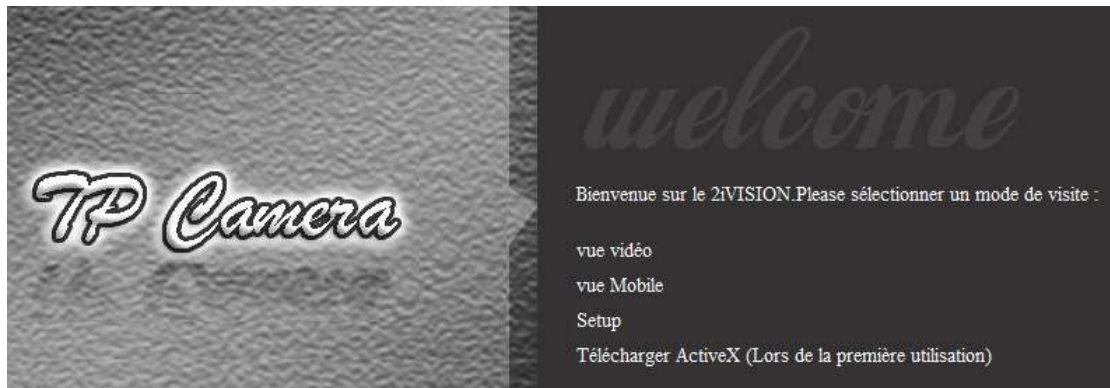 TP Camera
welcome
Bienvenue sur le 2iVISION.Please sélectionner un mode de visite :
vue vidéo
vue Mobile
Setup
Télécharger ActiveX (Lors de la première utilisation)